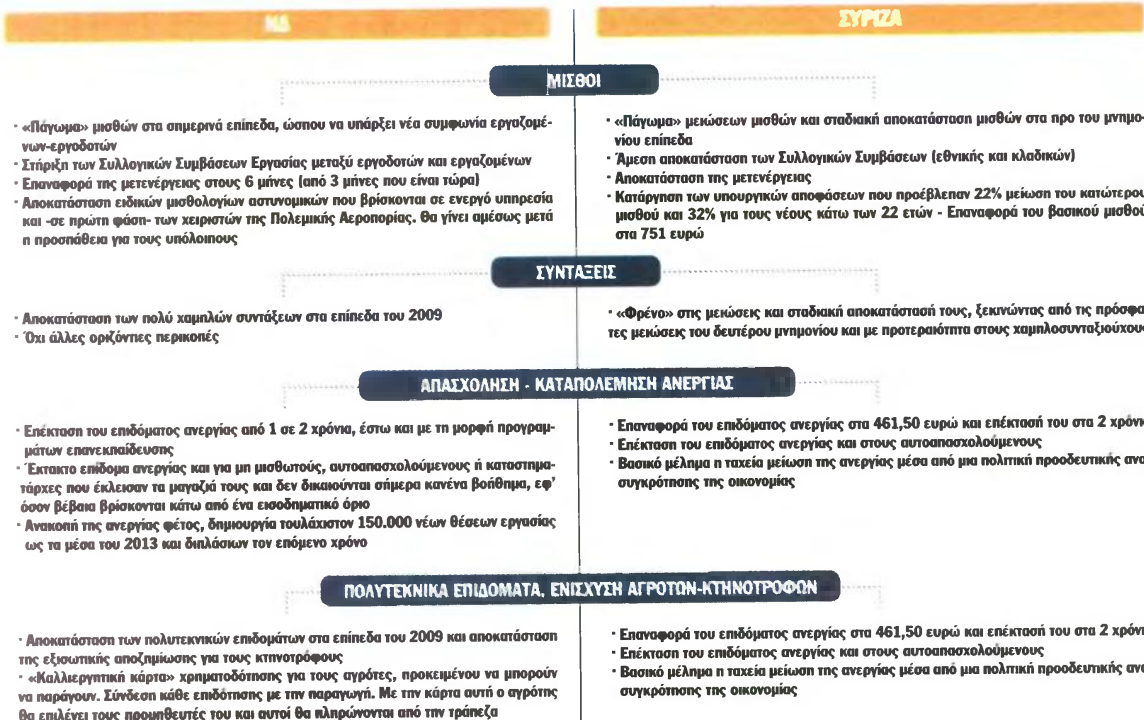 ΝΔ
ΣΥΡΙΖΑ
ΜΙΣΘΟΙ
· «Πάγωμα» μισθών στα σημερινά επίπεδα, ώσπου να υπάρξει νέα συμφωνία εργαζομέ-
νων-εργοδοτών
· Στήριξη των Συλλογικών Συμβάσεων Εργασίας μεταξύ εργοδοτών και εργαζομένων
· Επαναφορά της μετενέργειας στους 6 μήνες (από 3 μήνες που είναι τώρα)
· Αποκατάσταση ειδικών μισθολογίων αστυνομικών που βρίσκονται σε ενεργό υπηρεσία
και -σε πρώτη φάση- των χειριστών της Πολεμικής Αεροπορίας. Θα γίνει αμέσως μετά
η προσπάθεια για τους υπόλοιπους
· «Πάγωμα» μειώσεων μισθών και σταδιακή αποκατάσταση μισθών στα προ του μνημο-
νίου επίπεδα
· Άμεση αποκατάσταση των Συλλογικών Συμβάσεων (εθνικής και κλαδικών)
· Αποκατάσταση της μετενέργειας
· Κατάργηση των υπουργικών αποφάσεων που προέβλεπαν 22% μείωση του κατώτερου
μισθού και 32% για τους νέους κάτω των 22 ετών - Επαναφορά του βασικού μισθού
στα 751 ευρώ
ΣΥΝΤΑΞΕΙΣ
· Αποκατάσταση των πολύ χαμηλών συντάξεων στα επίπεδα του 2009
· Όχι άλλες οριζόντιες περικοπές
· «Φρένο» στις μειώσεις και σταδιακή αποκατάστασή τους, ξεκινώντας από τις πρόσφα-
τες μειώσεις του δευτέρου μνημονίου και με προτεραιότητα στους χαμηλοσυνταξιούχους
ΑΠΑΣΧΟΛΗΣΗ - ΚΑΤΑΠΟΛΕΜΗΣΗ ΑΝΕΡΓΙΑΣ
· Επέκταση του επιδόματος ανεργίας από 1 σε 2 χρόνια, έστω και με τη μορφή προγραμ-
μάτων επανεκπαίδευσης
· Έκτακτο επίδομα ανεργίας και για μη μισθωτούς, αυτοαπασχολούμενους ή καταστημα-
τάρχες που έκλεισαν τα μαγαζιά τους και δεν δικαιούνται σήμερα κανένα βοήθημα, εφ'
όσον βέβαια βρίσκονται κάτω από ένα εισοδηματικό όριο
· Ανακοπή της ανεργίας φέτος, δημιουργία τουλάχιστον 150.000 νέων θέσεων εργασίας
ως τα μέσα του 2013 και διπλάσιων τον επόμενο χρόνο
· Επαναφορά του επιδόματος ανεργίας στα 461,50 ευρώ και επέκτασή του στα 2 χρόνι
· Επέκταση του επιδόματος ανεργίας και στους αυτοαπασχολούμενους
· Βασικό μέλημα η ταχεία μείωση της ανεργίας μέσα από μια πολιτική προοδευτικής ανα
συγκρότησης της οικονομίας
ΠΟΛΥΤΕΚΝΙΚΑ ΕΠΙΔΟΜΑΤΑ, ΕΝΙΣΧΥΣΗ ΑΓΡΟΤΩΝ-ΚΤΗΝΟΤΡΟΦΩΝ
· Αποκατάσταση των πολυτεκνικών επιδομάτων στα επίπεδα του 2009 και αποκατάσταση
της εξισωτικής αποζημίωσης για τους κτηνοτρόφους
· «Καλλιεργητική κάρτα» χρηματοδότησης για τους αγρότες, προκειμένου να μπορούν
να παράγουν. Σύνδεση κάθε επιδότησης με την παραγωγή. Με την κάρτα αυτή ο αγρότης
θα επιλέγει τους προμηθευτές του και αυτοί θα πληρώνονται από την τράπεζα
· Επαναφορά του επιδόματος ανεργίας στα 461,50 ευρώ και επέκτασή του στα 2 χρόνι
· Επέκταση του επιδόματος ανεργίας και στους αυτοαπασχολούμενους
· Βασικό μέλημα η ταχεία μείωση της ανεργίας μέσα από μια πολιτική προοδευτικής ανα
συγκρότησης της οικονομίας